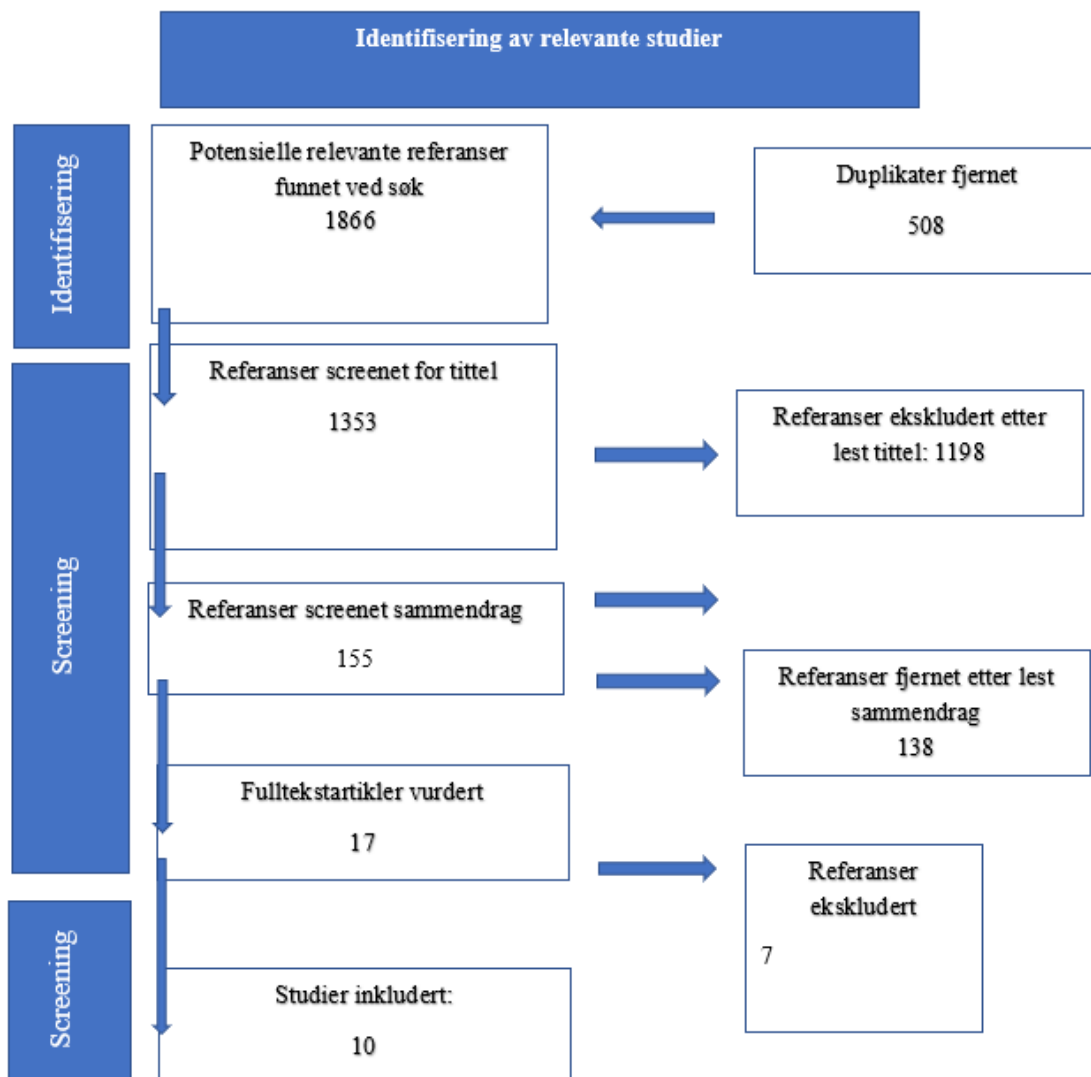 Identifisering av relevante studier
Identifisering
Potensielle relevante referanser
funnet ved søk
1866
Duplikater fjernet
508
Screening
Referanser screenet for tittel
1353
Referanser ekskludert etter
lest tittel: 1198
Referanser screenet sammendrag
155
Referanser fjernet etter lest
sammendrag
138
Fulltekstartikler vurdert
17
Referanser
ekskludert
7
Screening
Studier inkludert:
10